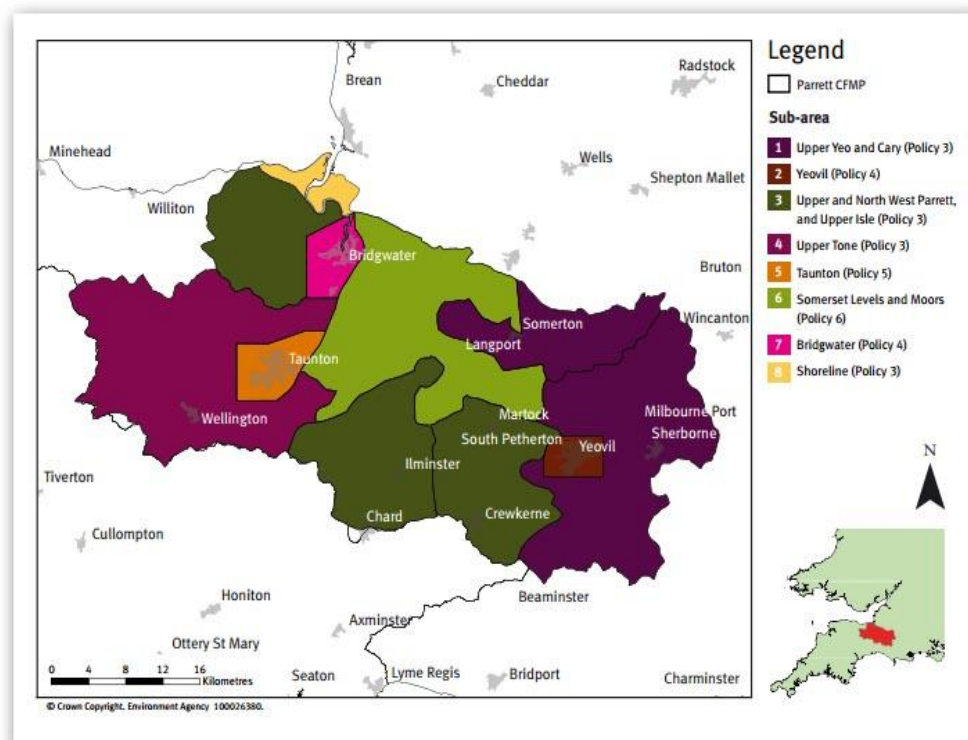 Legend
Parrett CFMP
Sub-area
1 Upper Yeo and Cary (Policy 3)
2 Yeovil (Policy 4)
3 Upper and North West Parrett,
and Upper Isle (Policy 3)
4 Upper Tone (Policy 3)
5 Taunton (Policy 5)
6 Somerset Levels and Moors
(Policy 6)
7 Bridgwater (Policy 4)
8 Shoreline (Policy 3)
N
Brean
Cheddar
Radstock
Minehead
Wells
Shepton Mallet
Williton
Bridgwater
Bruton
Wincanton
Somerton
Langport
Taunton
Wellington
Martock
Milbourne Port
South Petherton
Yeovil
Sherborne
Ilminster
Tiverton
Chard
Crewkerne
Cullompton
Beaminster
Honiton
Axminster
Ottery St Mary
Seaton
Lyme Regis
Bridport
Charminster
0 4 8 12 16
Kilometres
© Crown Copyright. Environment Agency 100026380.